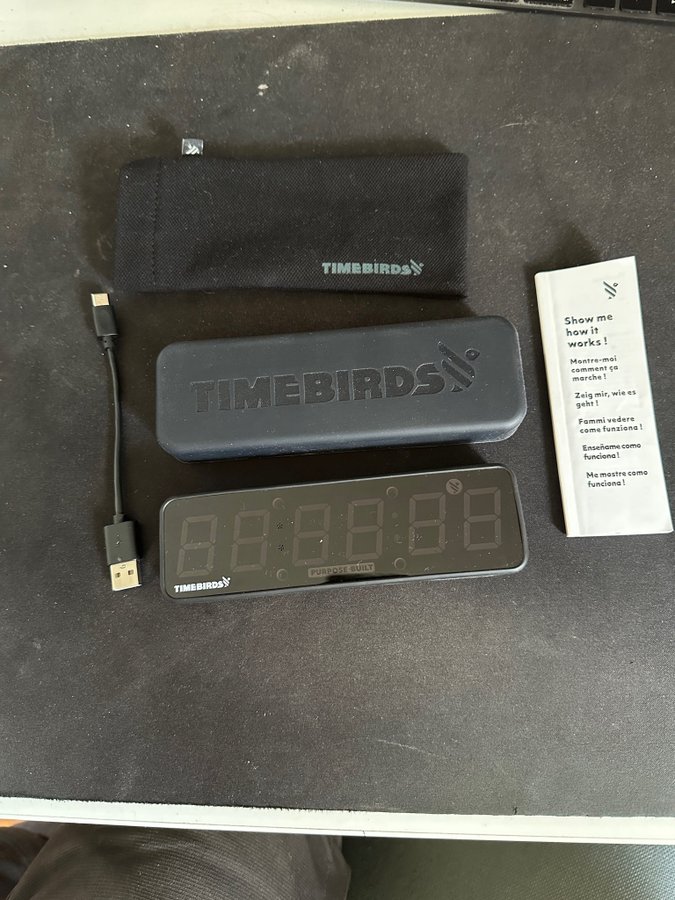 TIMEBIRDS
TIMEBIRDS
TIMEBIRDS
PURPOSE BUILT
Show me
how it
works !
Montre-moi
comment ça
marche !
Zeig mir, wie es
geht !
Fammi vedere
come funziona !
Enseñame como
funciona !
Me mostre como
funciona !